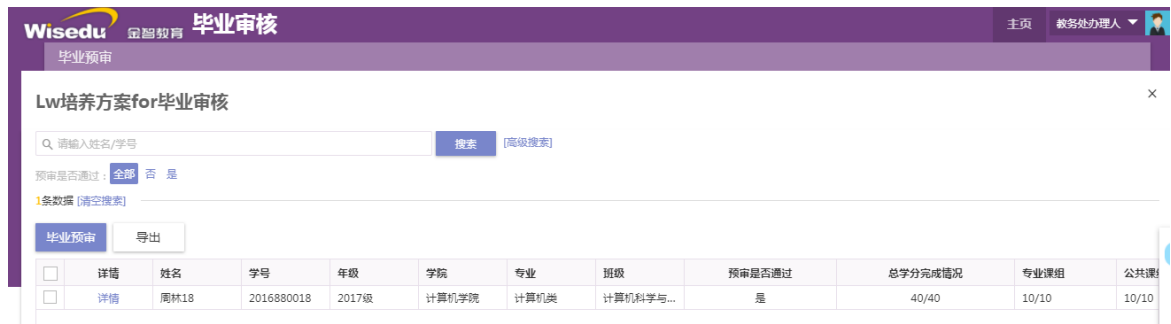 Wisedu 金智教育 毕业审核 主页 教务处办理人
毕业预审
Lw培养方案for毕业审核 ×
请输入姓名/学号 搜索 [高级搜索]
预审是否通过： 全部 否 是
1条数据 [清空搜索]
毕业预审 导出
详情 姓名 学号 年级 学院 专业 班级 预审是否通过 总学分完成情况 专业课组 公共课
详情 周林18 2016880018 2017级 计算机学院 计算机类 计算机科学与... 是 40/40 10/10 10/10